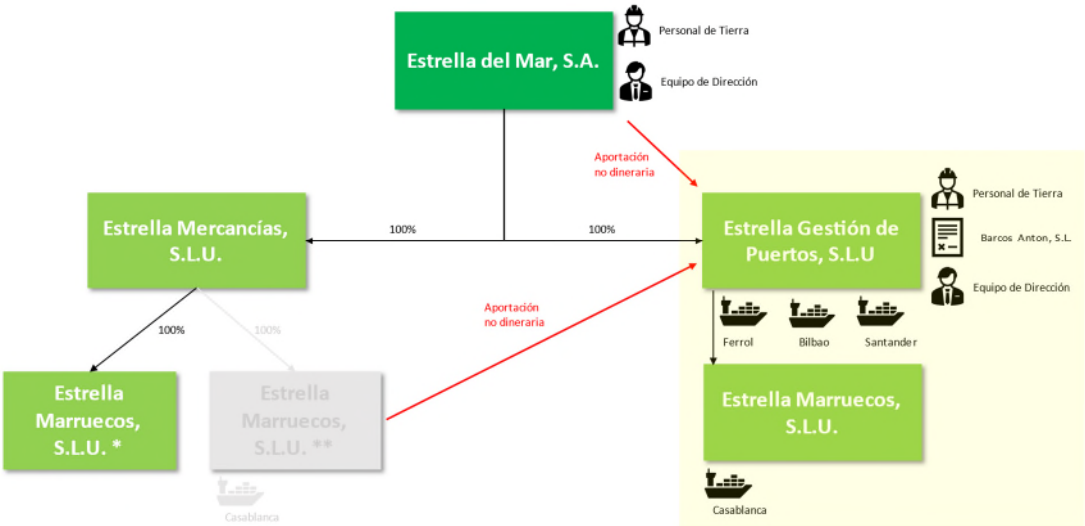 Estrella del Mar, S.A.
Personal de Tierra
Equipo de Dirección
Aportación
no dineraria
Estrella Mercancías,
S.L.U.
100%
100%
Estrella Gestión de
Puertos, S.L.U
Personal de Tierra
Barcos Anton, S.L.
Equipo de Dirección
Aportación
no dineraria
Ferrol
Bilbao
Santander
100%
100%
Estrella
Marruecos,
S.L.U. *
Estrella
Marruecos,
S.L.U. **
Casablanca
Estrella Marruecos,
S.L.U.
Casablanca